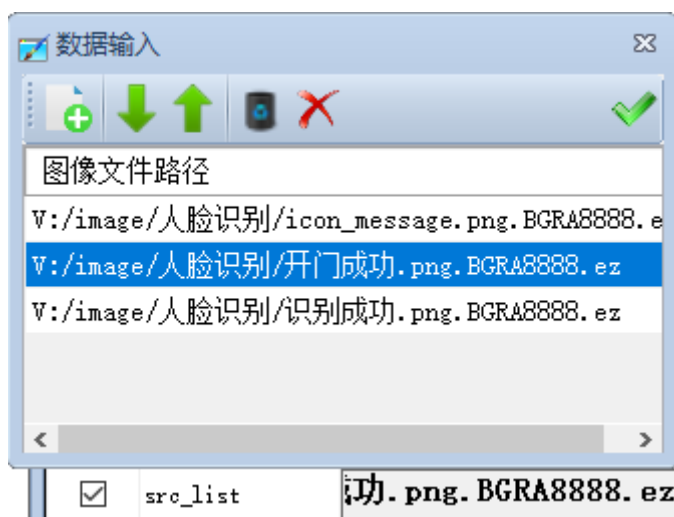 数据输入
图像文件路径
V:/image/人脸识别/icon_message.png.BGRA8888.e
V:/image/人脸识别/开门成功.png.BGRA8888.ez
V:/image/人脸识别/识别成功.png.BGRA8888.ez
src_list
功.png.BGRA8888.ez